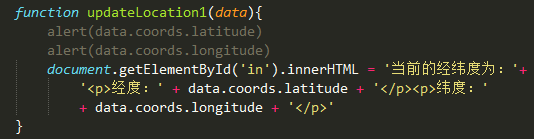 function updateLocation1(data){
alert(data.coords.latitude)
alert(data.coords.longitude)
document.getElementById('in').innerHTML = '当前的经纬度为：'+
'<p>经度：' + data.coords.latitude + '</p><p>纬度：'
+ data.coords.longitude + '</p>'
}